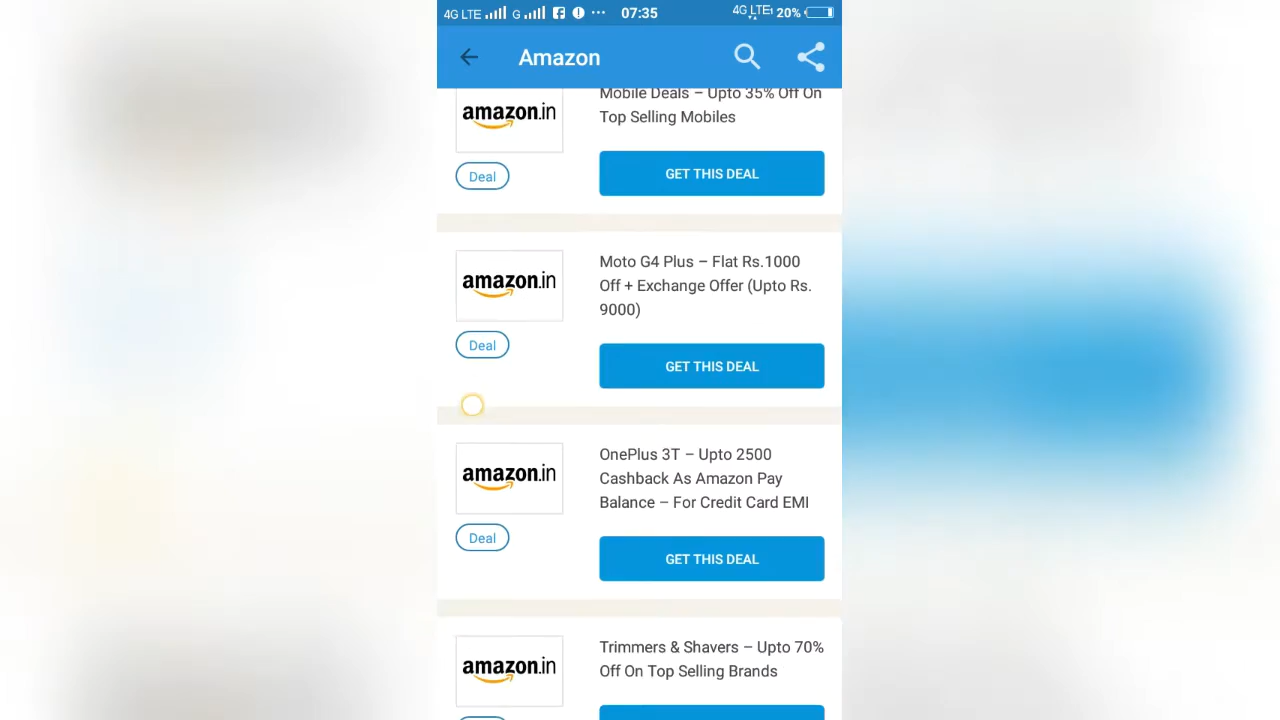 4G LTE G 07:35 4G LTE1 20%
Amazon
Mobile Deals – Upto 35% Off On
Top Selling Mobiles
amazon.in
Deal
GET THIS DEAL
Moto G4 Plus – Flat Rs.1000
Off + Exchange Offer (Upto Rs.
9000)
amazon.in
Deal
GET THIS DEAL
OnePlus 3T – Upto 2500
Cashback As Amazon Pay
Balance – For Credit Card EMI
amazon.in
Deal
GET THIS DEAL
Trimmers & Shavers – Upto 70%
Off On Top Selling Brands
amazon.in